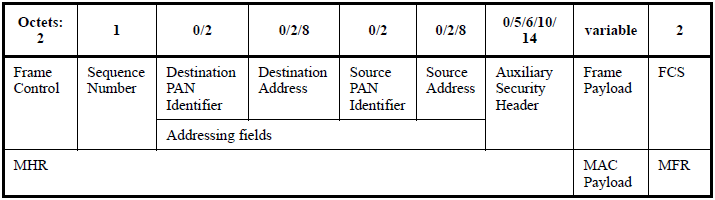 Octets: 2 | 1 | 0/2 | 0/2/8 | 0/2 | 0/2/8 | 0/5/6/10/14 | variable | 2
Frame Control | Sequence Number | Destination PAN Identifier | Destination Address | Source PAN Identifier | Source Address | Auxiliary Security Header | Frame Payload | FCS
Addressing fields
MHR | MAC Payload | MFR